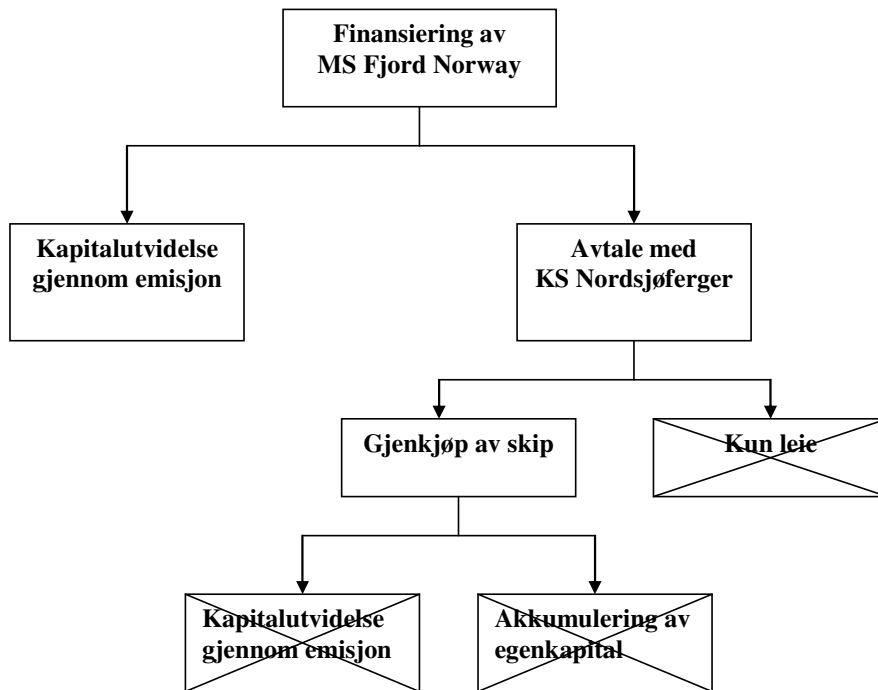 Finansiering av
MS Fjord Norway
Kapitalutvidelse
gjennom emisjon
Avtale med
KS Nordsjøferger
Gjenkjøp av skip
Kun leie
Kapitalutvidelse
gjennom emisjon
Akkumulering av
egenkapital